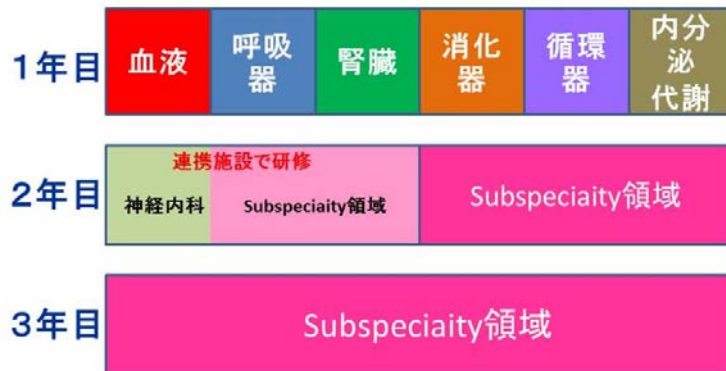 1年目
血液
呼吸
器
腎臓
消化
器
循環
器
内分
泌
代謝
2年目
連携施設で研修
神経内科
Subspeciaity領域
Subspeciaity領域
3年目
Subspeciaity領域